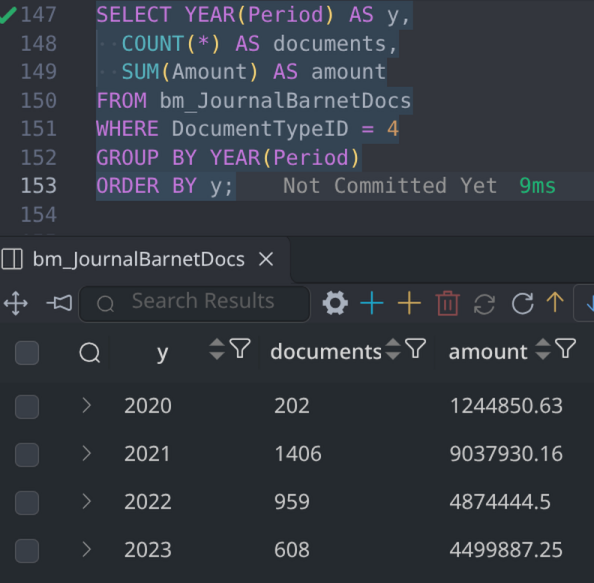 147 SELECT YEAR(Period) AS y,
148 COUNT(*) AS documents,
149 SUM(Amount) AS amount
150 FROM bm_JournalBarnetDocs
151 WHERE DocumentTypeID = 4
152 GROUP BY YEAR(Period)
153 ORDER BY y; Not Committed Yet 9ms
154
bm_JournalBarnetDocs
Search Results
y documents amount
2020 202 1244850.63
2021 1406 9037930.16
2022 959 4874444.5
2023 608 4499887.25